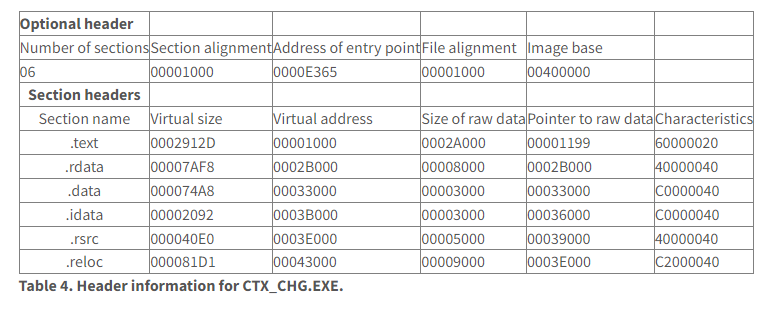 Optional header
Number of sections Section alignment Address of entry point File alignment Image base
06 00001000 0000E365 00001000 00400000
Section headers
Section name Virtual size Virtual address Size of raw data Pointer to raw data Characteristics
.text 0002912D 00001000 0002A000 00001199 60000020
.rdata 00007AF8 0002B000 00008000 0002B000 40000040
.data 000074A8 00033000 00003000 00033000 C0000040
.idata 00002092 0003B000 00003000 00036000 C0000040
.rsrc 000040E0 0003E000 00005000 00039000 40000040
.reloc 000081D1 00043000 00009000 0003E000 C2000040
Table 4. Header information for CTX_CHG.EXE.